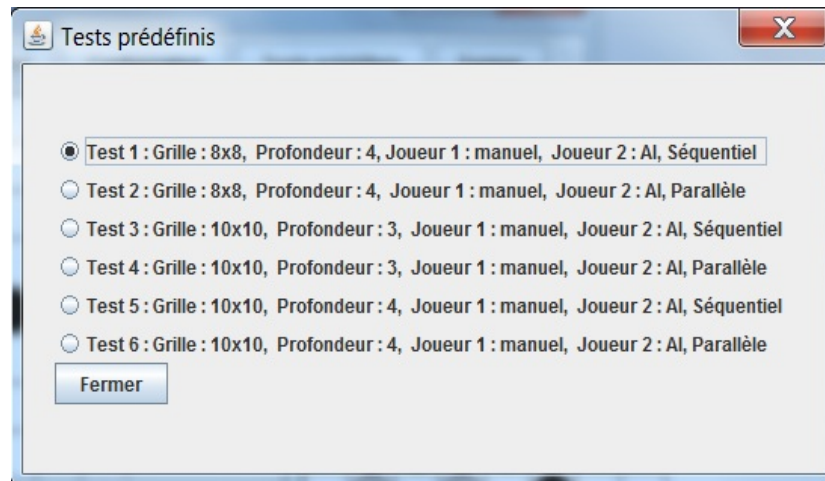 Tests prédéfinis
Test 1 : Grille : 8x8, Profondeur : 4, Joueur 1 : manuel, Joueur 2 : AI, Séquentiel
Test 2 : Grille : 8x8, Profondeur : 4, Joueur 1 : manuel, Joueur 2 : AI, Parallèle
Test 3 : Grille : 10x10, Profondeur : 3, Joueur 1 : manuel, Joueur 2 : AI, Séquentiel
Test 4 : Grille : 10x10, Profondeur : 3, Joueur 1 : manuel, Joueur 2 : AI, Parallèle
Test 5 : Grille : 10x10, Profondeur : 4, Joueur 1 : manuel, Joueur 2 : AI, Séquentiel
Test 6 : Grille : 10x10, Profondeur : 4, Joueur 1 : manuel, Joueur 2 : AI, Parallèle
Fermer